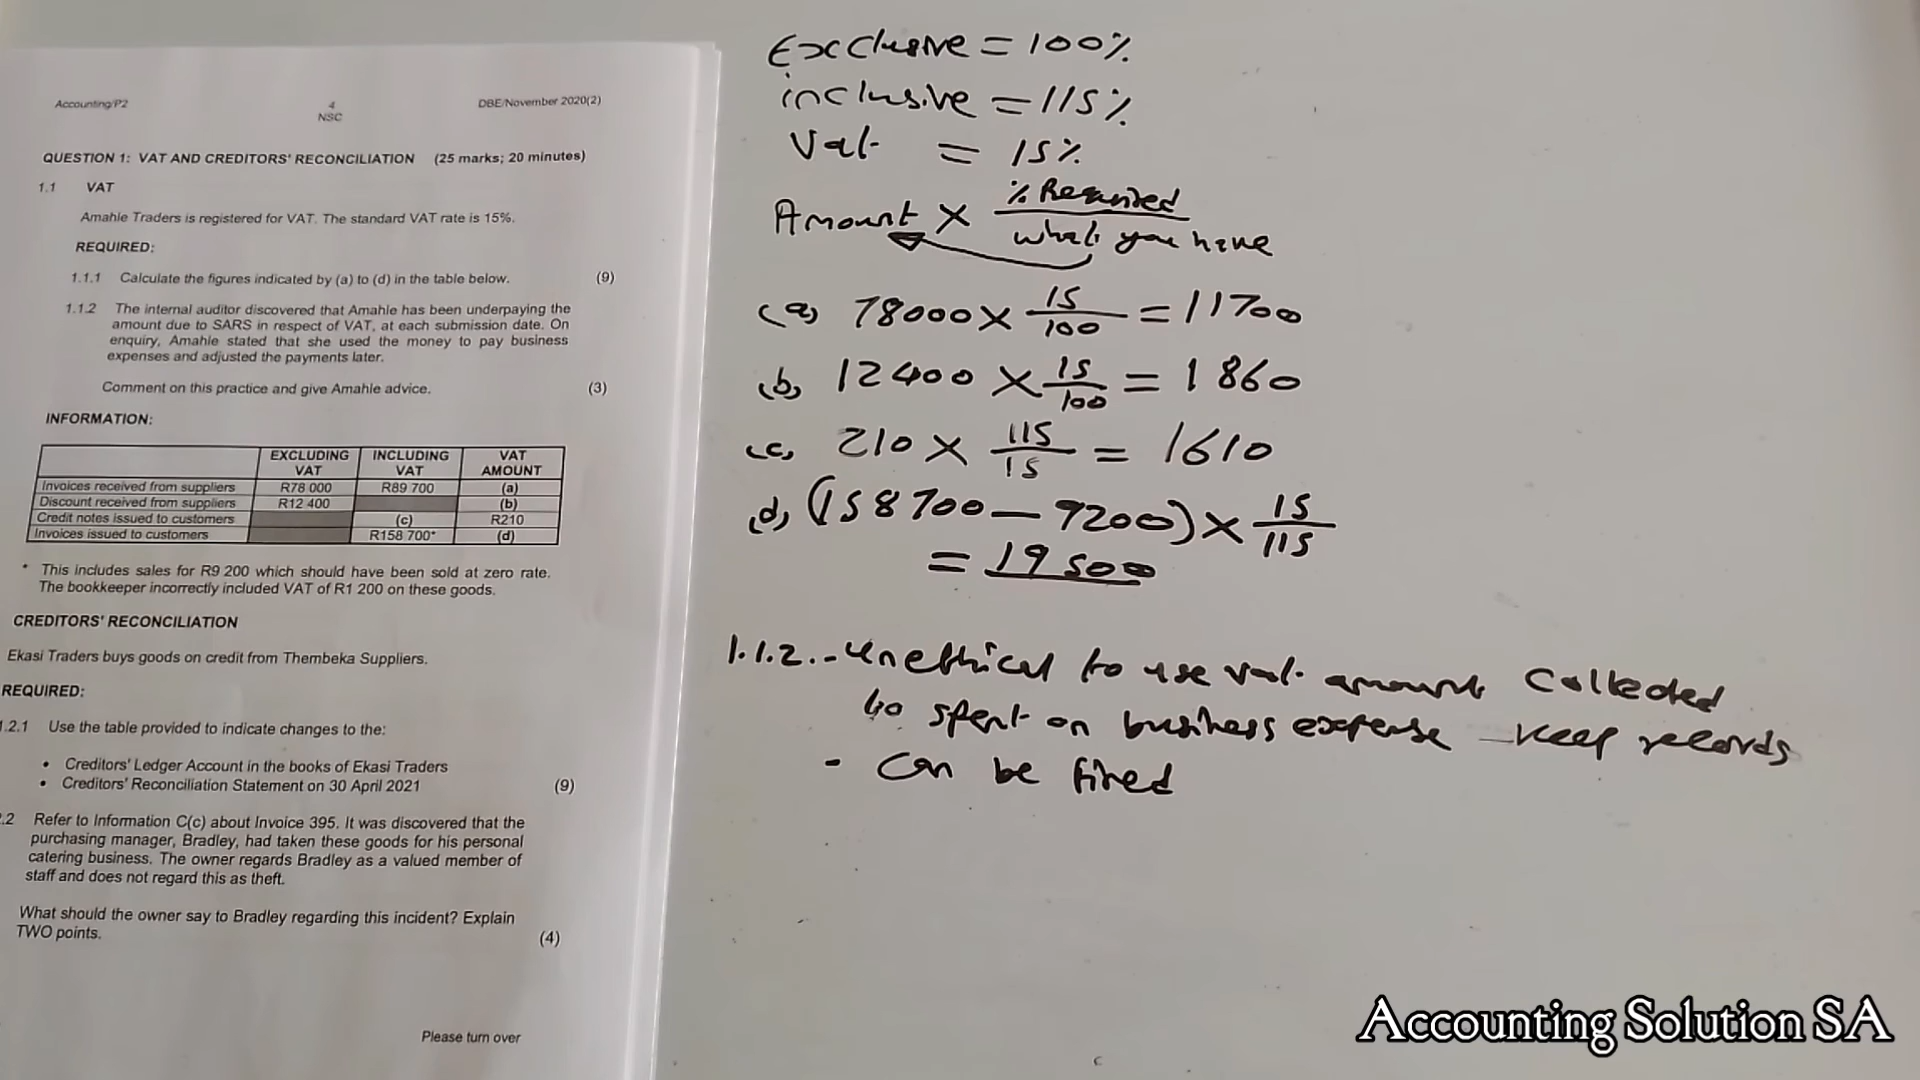 Accounting/P2
4
NSC
DBE/November 2020(2)
QUESTION 1: VAT AND CREDITORS' RECONCILIATION (25 marks; 20 minutes)
1.1 VAT
Amahle Traders is registered for VAT. The standard VAT rate is 15%.
REQUIRED:
1.1.1 Calculate the figures indicated by (a) to (d) in the table below. (9)
1.1.2 The internal auditor discovered that Amahle has been underpaying the
amount due to SARS in respect of VAT, at each submission date. On
enquiry, Amahle stated that she used the money to pay business
expenses and adjusted the payments later.
Comment on this practice and give Amahle advice. (3)
INFORMATION:
EXCLUDING VAT INCLUDING VAT VAT AMOUNT
Invoices received from suppliers R78 000 R89 700 (a)
Discount received from suppliers R12 400 (b)
Credit notes issued to customers (c) R210
Invoices issued to customers R158 700* (d)
* This includes sales for R9 200 which should have been sold at zero rate.
The bookkeeper incorrectly included VAT of R1 200 on these goods.
CREDITORS' RECONCILIATION
Ekasi Traders buys goods on credit from Thembeka Suppliers.
REQUIRED:
1.2.1 Use the table provided to indicate changes to the:
• Creditors' Ledger Account in the books of Ekasi Traders
• Creditors' Reconciliation Statement on 30 April 2021 (9)
.2 Refer to Information C(c) about Invoice 395. It was discovered that the
purchasing manager, Bradley, had taken these goods for his personal
catering business. The owner regards Bradley as a valued member of
staff and does not regard this as theft.
What should the owner say to Bradley regarding this incident? Explain
TWO points. (4)
Please turn over
Exclusive = 100%
inclusive = 115%
Vat = 15%
Amount × % Required / what you have
(a) 78000 × 15/100 = 11700
(b) 12400 × 15/100 = 1860
(c) 210 × 115/15 = 1610
(d) (158700 - 9200) × 15/115
= 19500
1.1.2. - unethical to use vat amount collected
to spent on business expense - keep records
- Can be fined
Accounting Solution SA